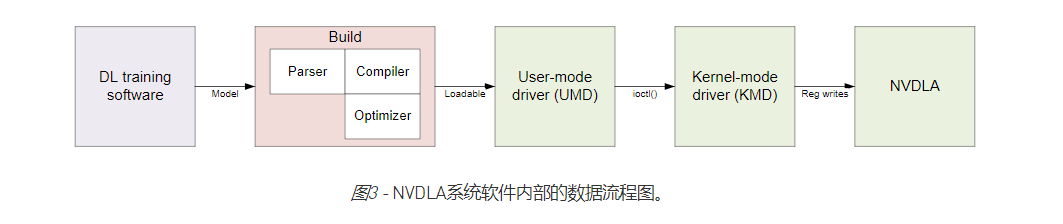 DL training
software
Model
Build
Parser
Compiler
Optimizer
Loadable
User-mode
driver (UMD)
ioctl()
Kernel-mode
driver (KMD)
Reg writes
NVDLA
图3 - NVDLA系统软件内部的数据流程图。